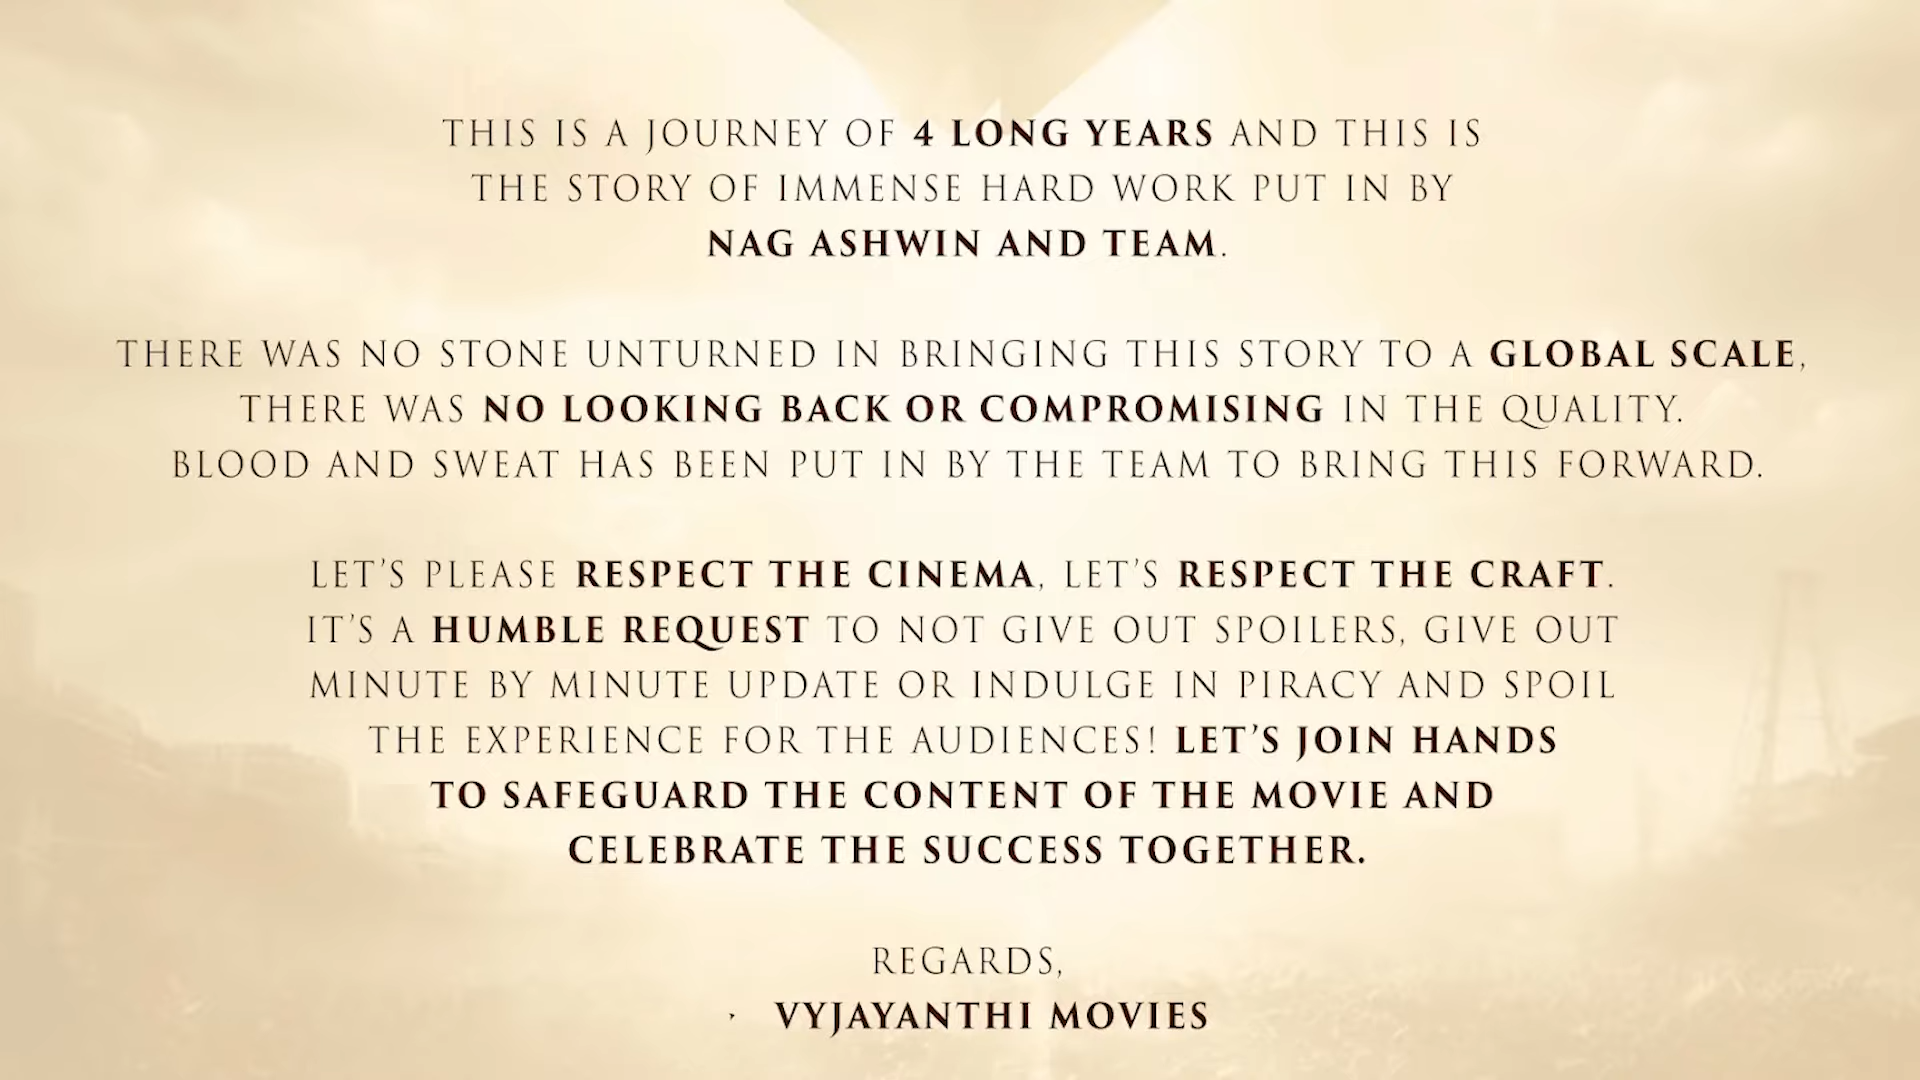 THIS IS A JOURNEY OF 4 LONG YEARS AND THIS IS
THE STORY OF IMMENSE HARD WORK PUT IN BY
NAG ASHWIN AND TEAM.
THERE WAS NO STONE UNTURNED IN BRINGING THIS STORY TO A GLOBAL SCALE,
THERE WAS NO LOOKING BACK OR COMPROMISING IN THE QUALITY.
BLOOD AND SWEAT HAS BEEN PUT IN BY THE TEAM TO BRING THIS FORWARD.
LET’S PLEASE RESPECT THE CINEMA, LET’S RESPECT THE CRAFT.
IT’S A HUMBLE REQUEST TO NOT GIVE OUT SPOILERS, GIVE OUT
MINUTE BY MINUTE UPDATE OR INDULGE IN PIRACY AND SPOIL
THE EXPERIENCE FOR THE AUDIENCES! LET’S JOIN HANDS
TO SAFEGUARD THE CONTENT OF THE MOVIE AND
CELEBRATE THE SUCCESS TOGETHER.
REGARDS,
VYJAYANTHI MOVIES